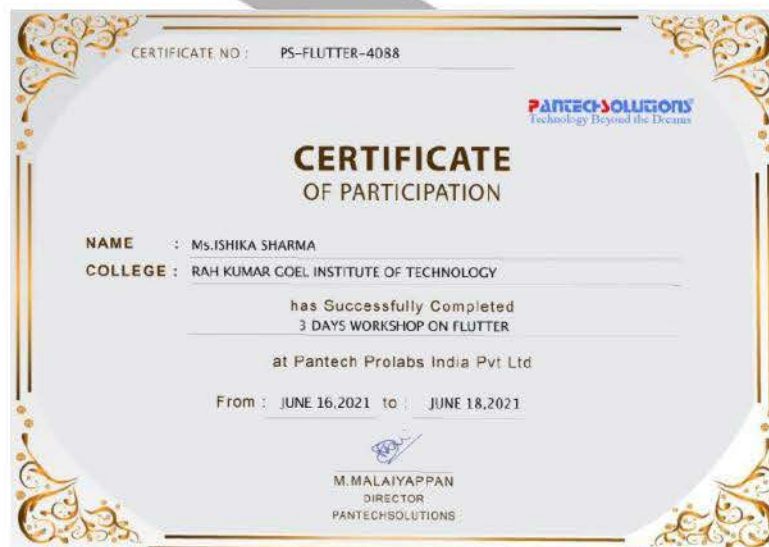 CERTIFICATE NO : PS-FLUTTER-4088
PANTECHSOLUTIONS
Technology Beyond the Dreams
CERTIFICATE
OF PARTICIPATION
NAME : Ms.ISHIKA SHARMA
COLLEGE : RAH KUMAR GOEL INSTITUTE OF TECHNOLOGY
has Successfully Completed
3 DAYS WORKSHOP ON FLUTTER
at Pantech Prolabs India Pvt Ltd
From : JUNE 16,2021 to : JUNE 18,2021
M.MALAIYAPPAN
DIRECTOR
PANTECHSOLUTIONS